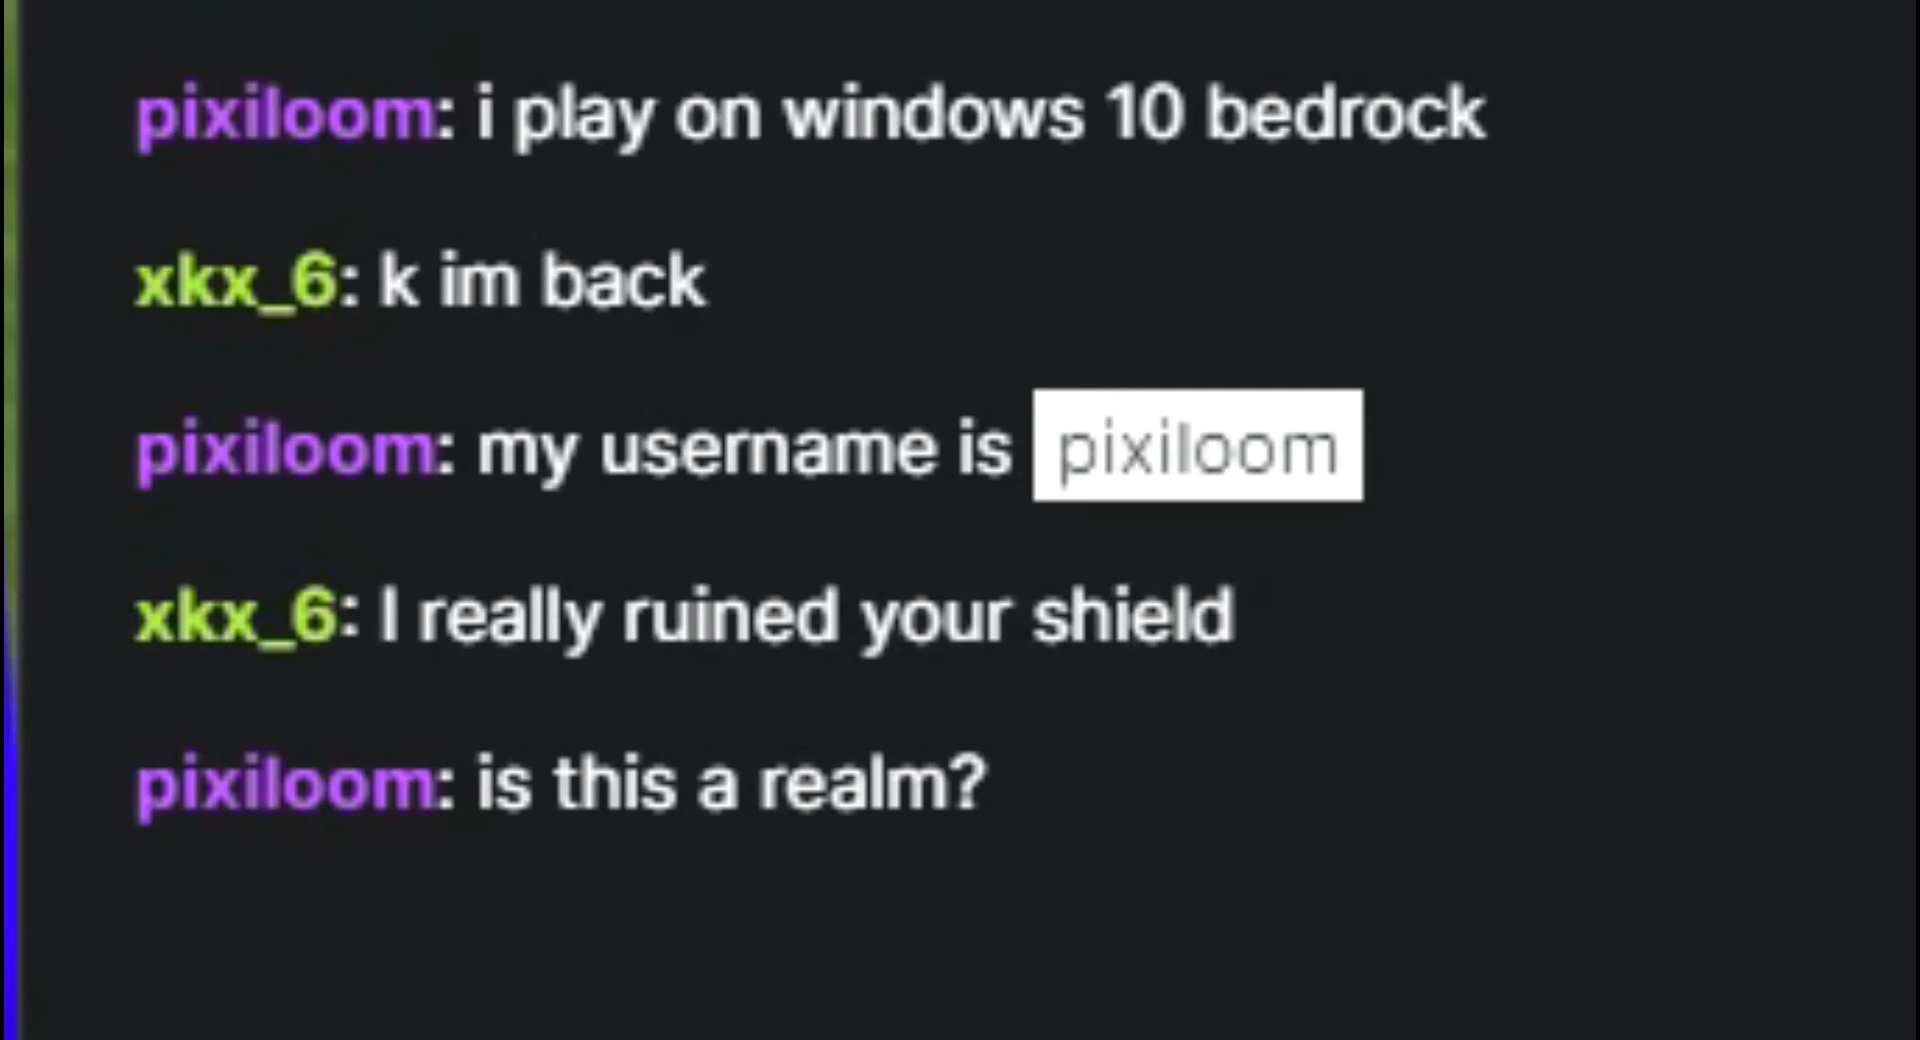 pixiloom: i play on windows 10 bedrock
xkx_6: k im back
pixiloom: my username is pixiloom
xkx_6: I really ruined your shield
pixiloom: is this a realm?